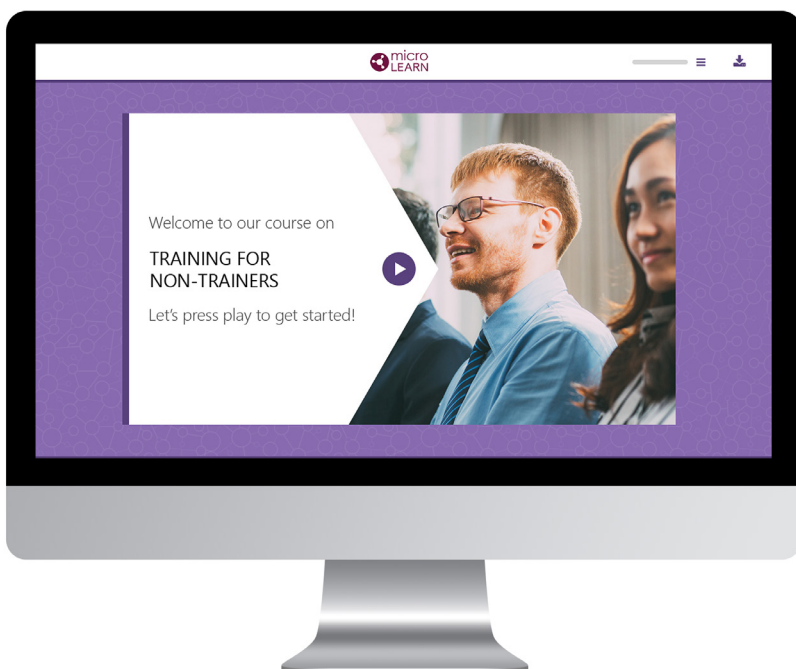 micro
LEARN
Welcome to our course on
TRAINING FOR
NON-TRAINERS
Let's press play to get started!